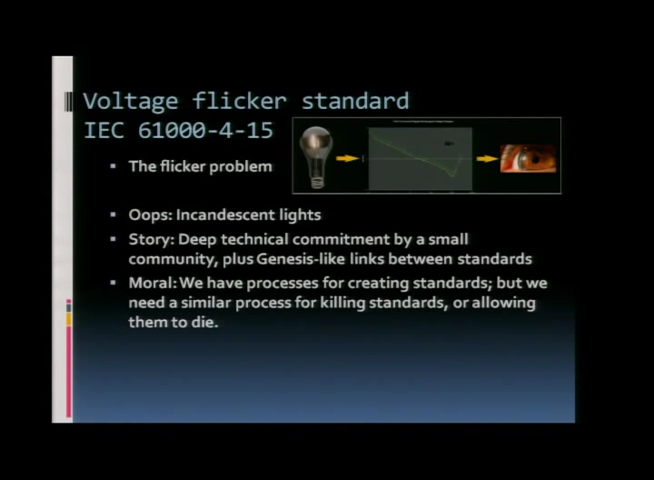 Voltage flicker standard
IEC 61000-4-15
The flicker problem
Oops: Incandescent lights
Story: Deep technical commitment by a small
community, plus Genesis-like links between standards
Moral: We have processes for creating standards; but we
need a similar process for killing standards, or allowing
them to die.